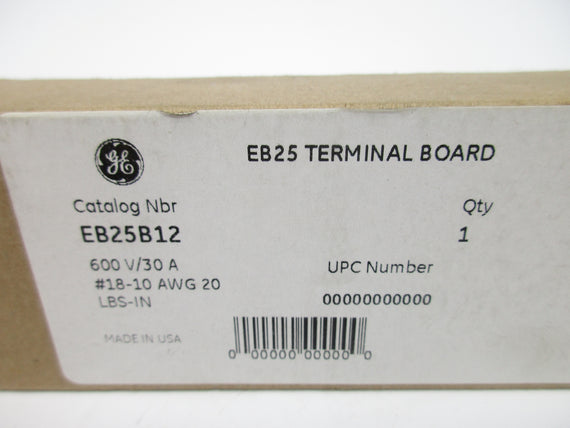 GE
EB25 TERMINAL BOARD
Catalog Nbr
Qty
EB25B12
1
600 V/30 A
UPC Number
#18-10 AWG 20
LBS-IN
00000000000
MADE IN USA
0 00000 00000 0